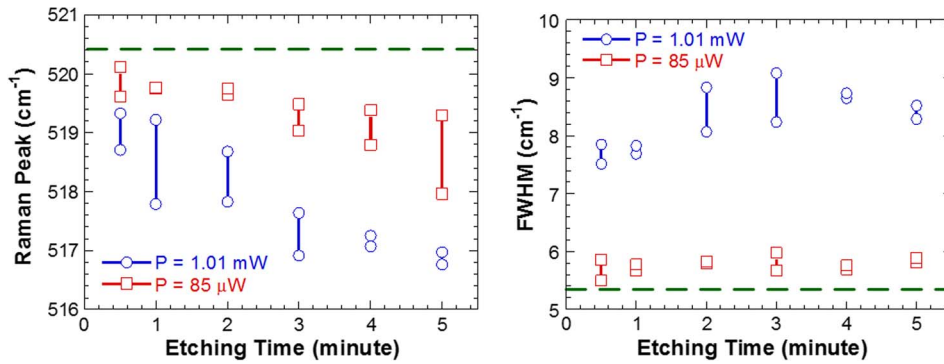 521
520
519
518
517
516
Raman Peak (cm⁻¹)
P = 1.01 mW
P = 85 μW
0 1 2 3 4 5
Etching Time (minute)
10
9
8
7
6
5
FWHM (cm⁻¹)
P = 1.01 mW
P = 85 μW
0 1 2 3 4 5
Etching Time (minute)